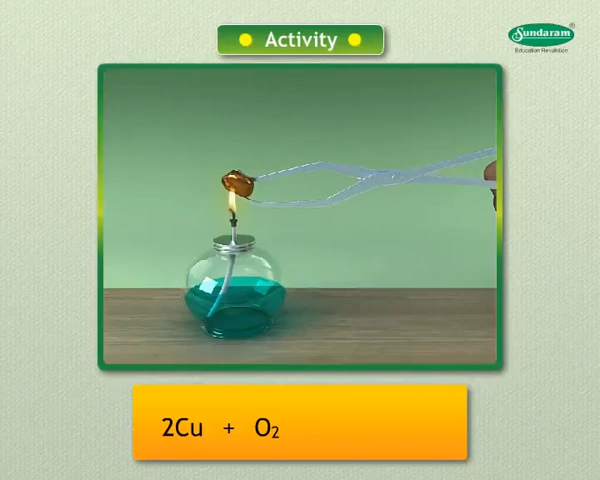 Activity
Sundaram®
Education Revolution
2Cu + O₂